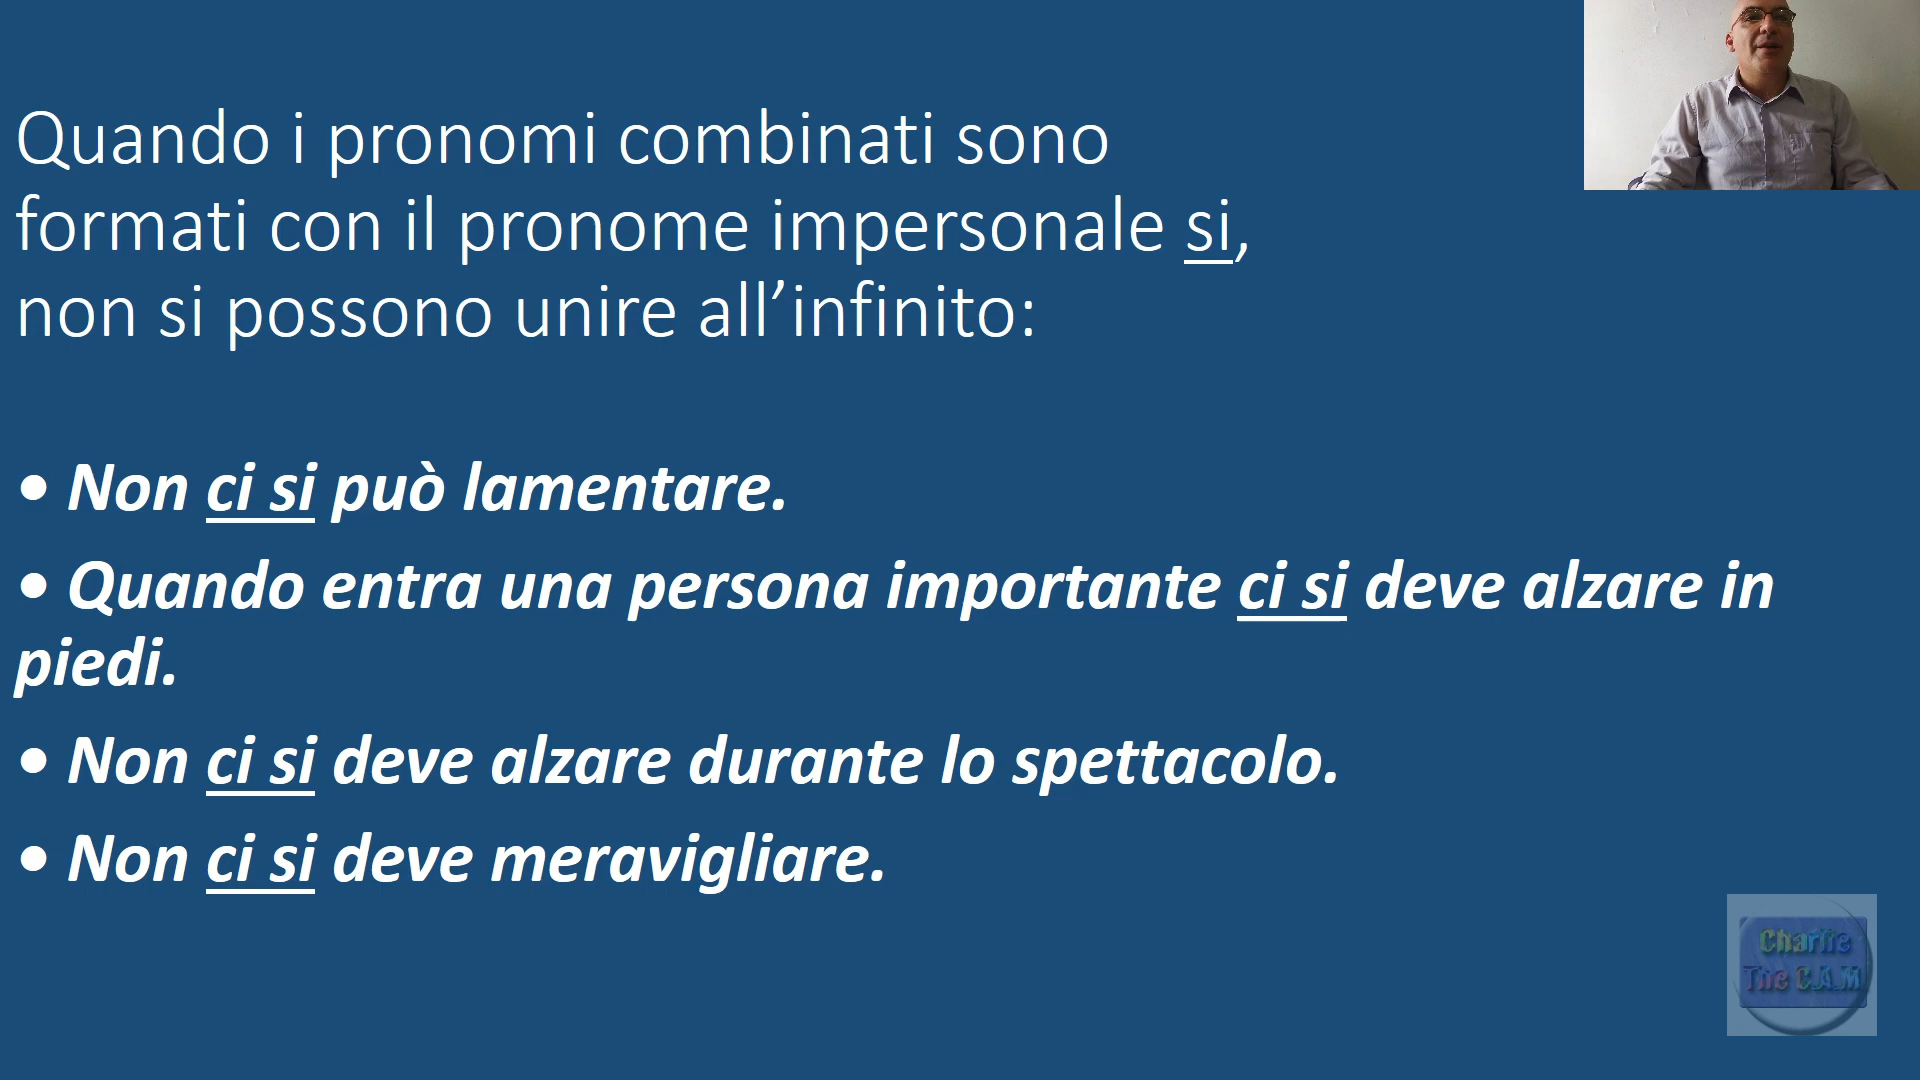 Quando i pronomi combinati sono
formati con il pronome impersonale si,
non si possono unire all’infinito:
• Non ci si può lamentare.
• Quando entra una persona importante ci si deve alzare in
piedi.
• Non ci si deve alzare durante lo spettacolo.
• Non ci si deve meravigliare.
Charlie
The C.A.M